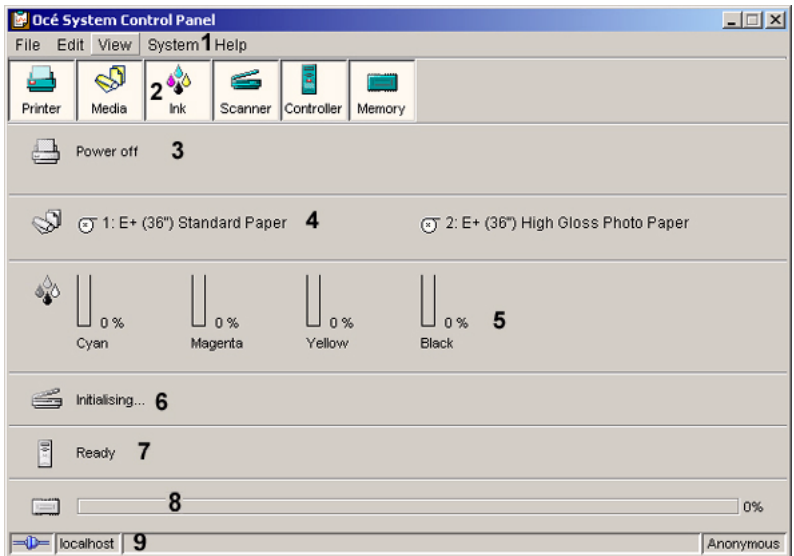 Océ System Control Panel
File Edit View System 1 Help
Printer Media 2 Ink Scanner Controller Memory
Power off 3
1: E+ (36") Standard Paper 4 2: E+ (36") High Gloss Photo Paper
0 % 0 % 0 % 0 % 5
Cyan Magenta Yellow Black
Initialising... 6
Ready 7
8 0%
localhost 9 Anonymous